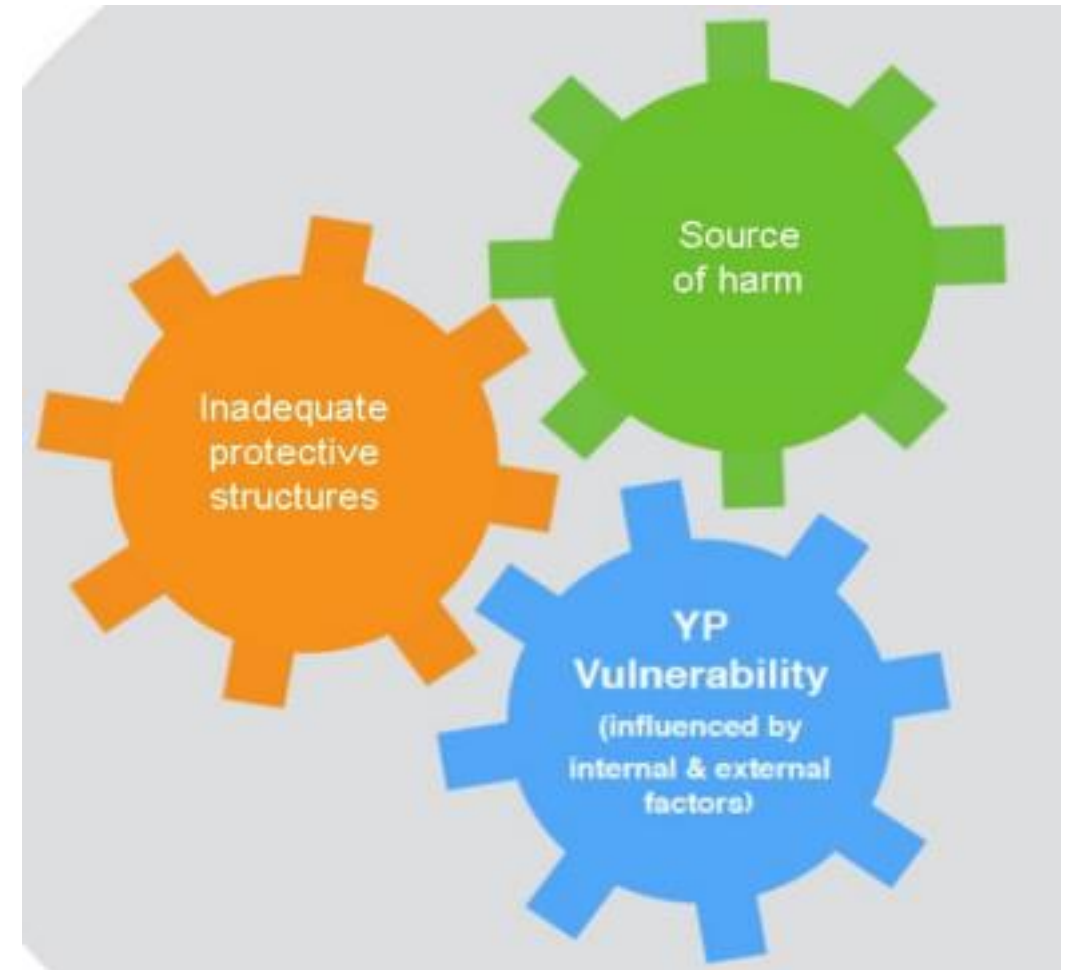 Source
of harm
Inadequate
protective
structures
YP
Vulnerability
(influenced by
internal & external
factors)